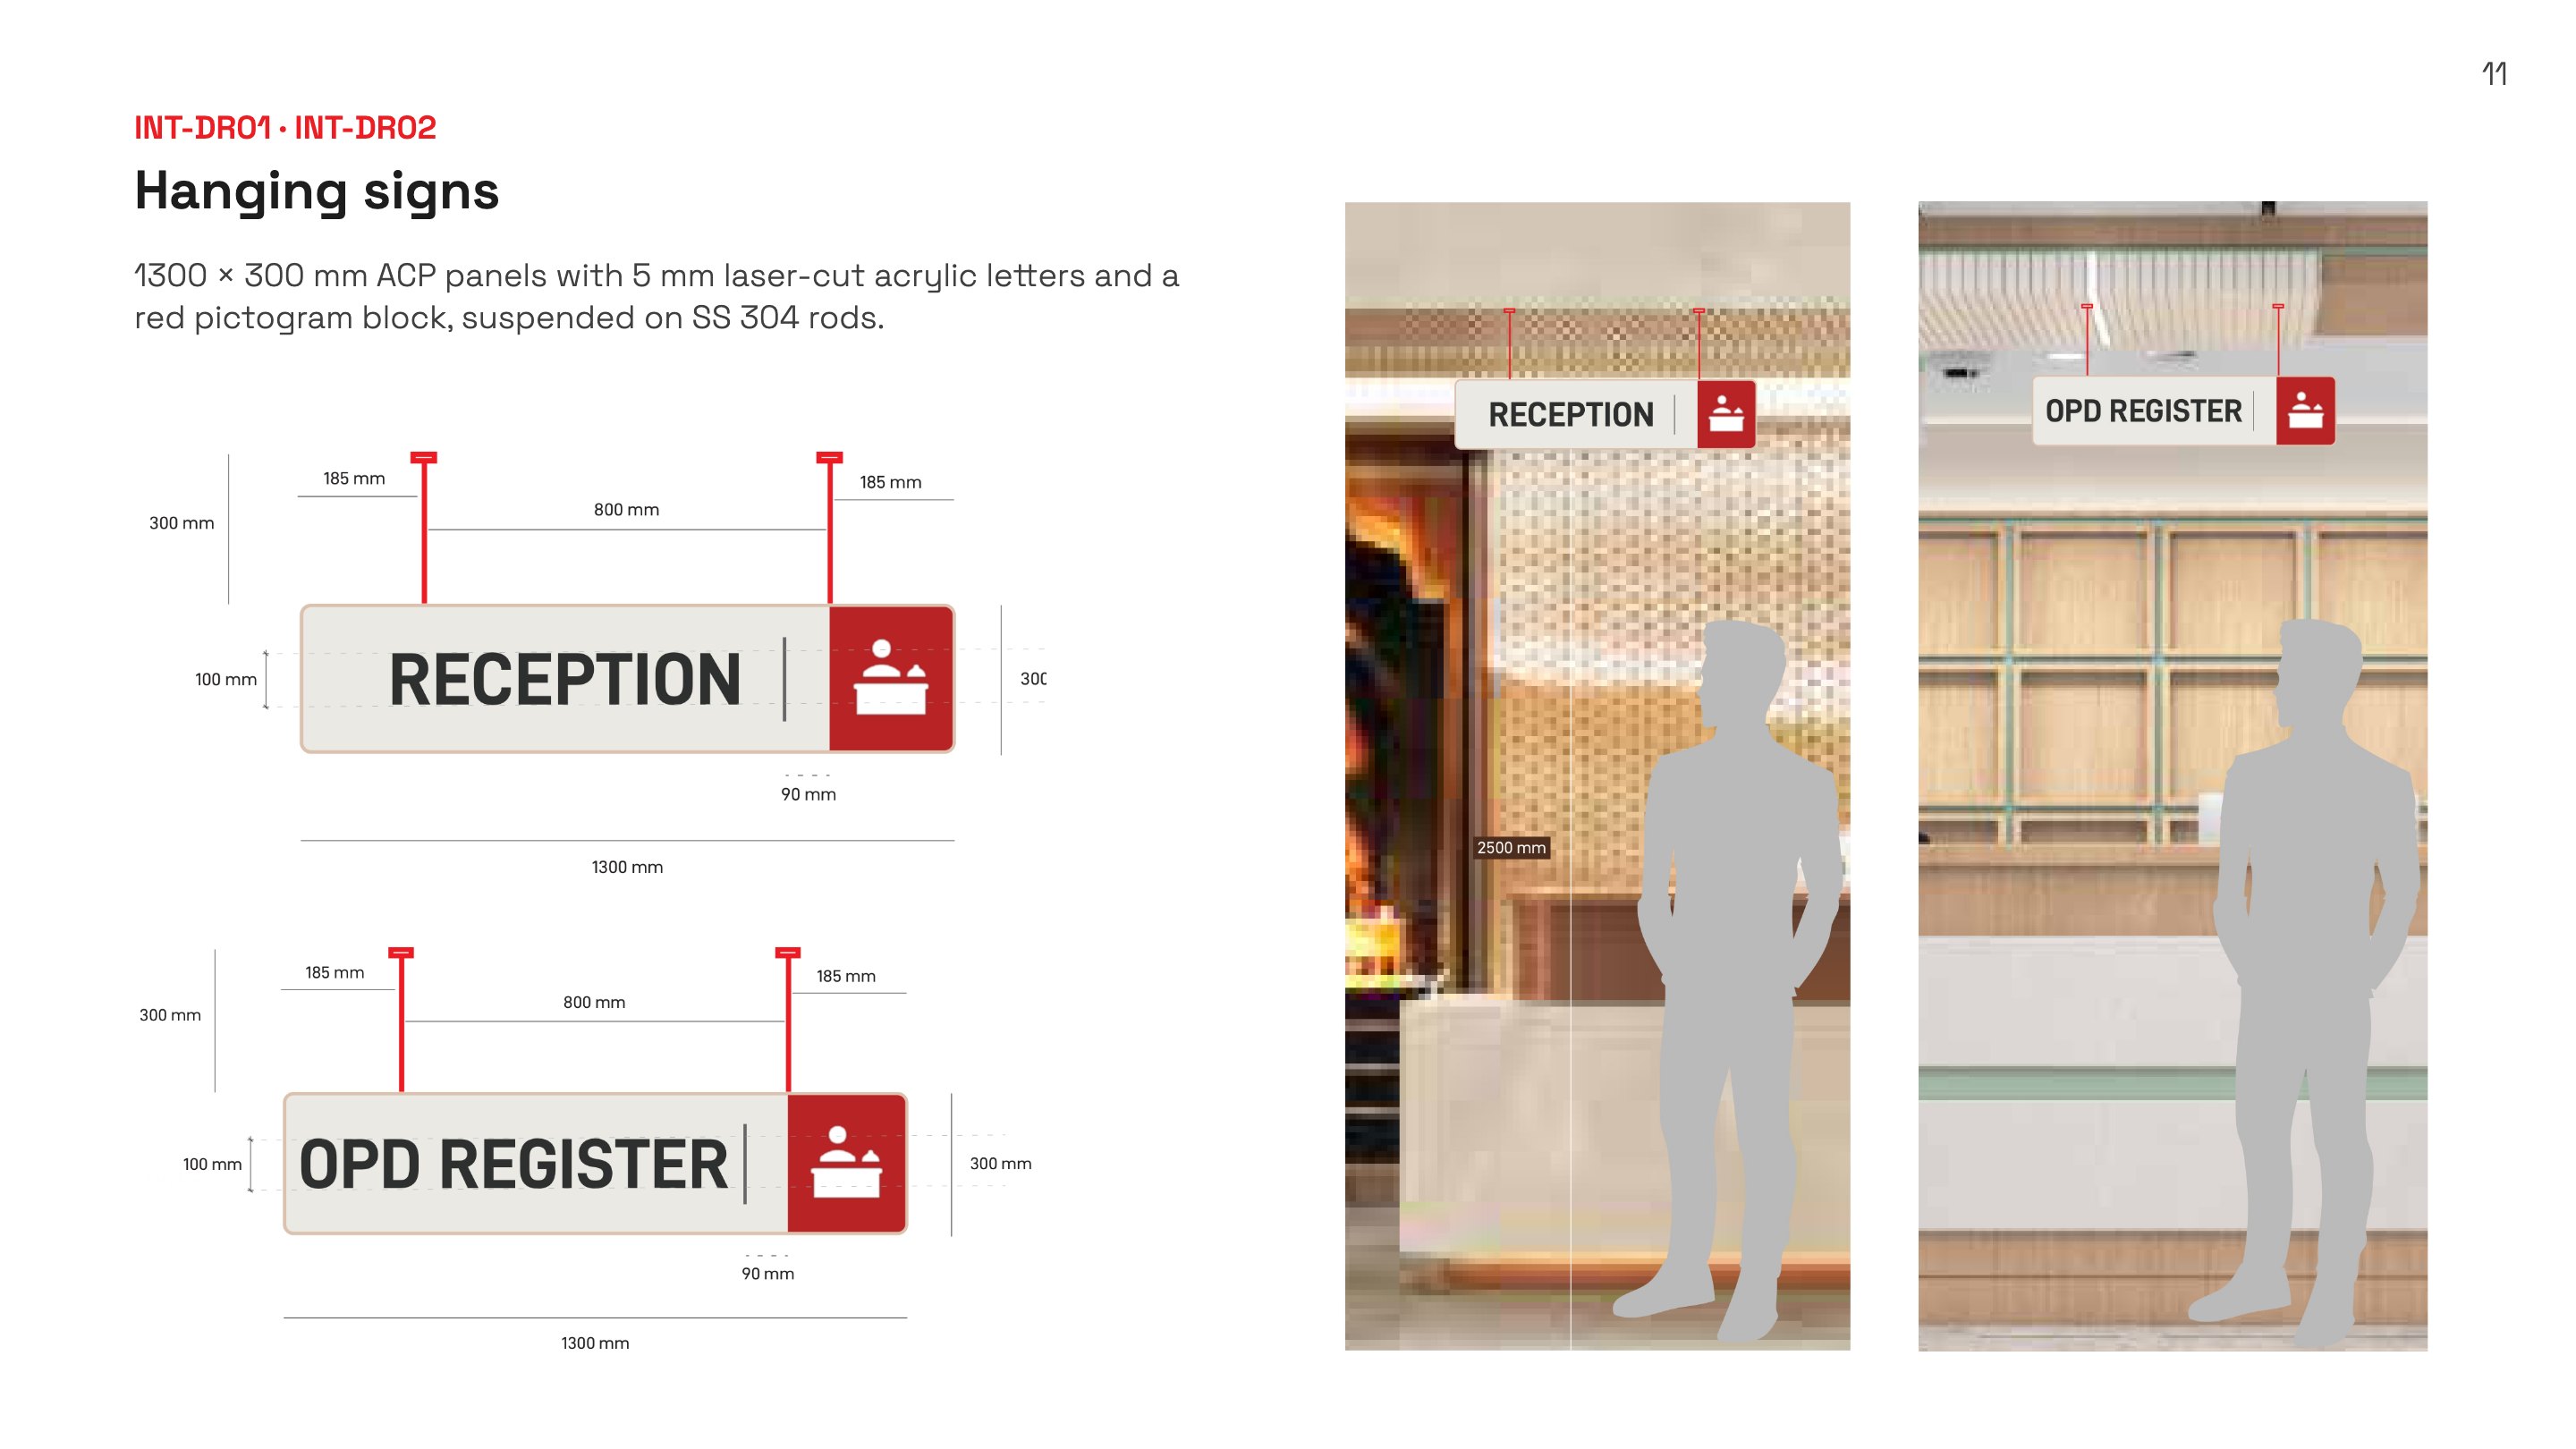 11
INT-DR01 · INT-DR02
Hanging signs
1300 × 300 mm ACP panels with 5 mm laser-cut acrylic letters and a
red pictogram block, suspended on SS 304 rods.
185 mm
185 mm
800 mm
300 mm
RECEPTION
100 mm
300
90 mm
1300 mm
185 mm
185 mm
800 mm
300 mm
OPD REGISTER
100 mm
300 mm
90 mm
1300 mm
RECEPTION
2500 mm
OPD REGISTER